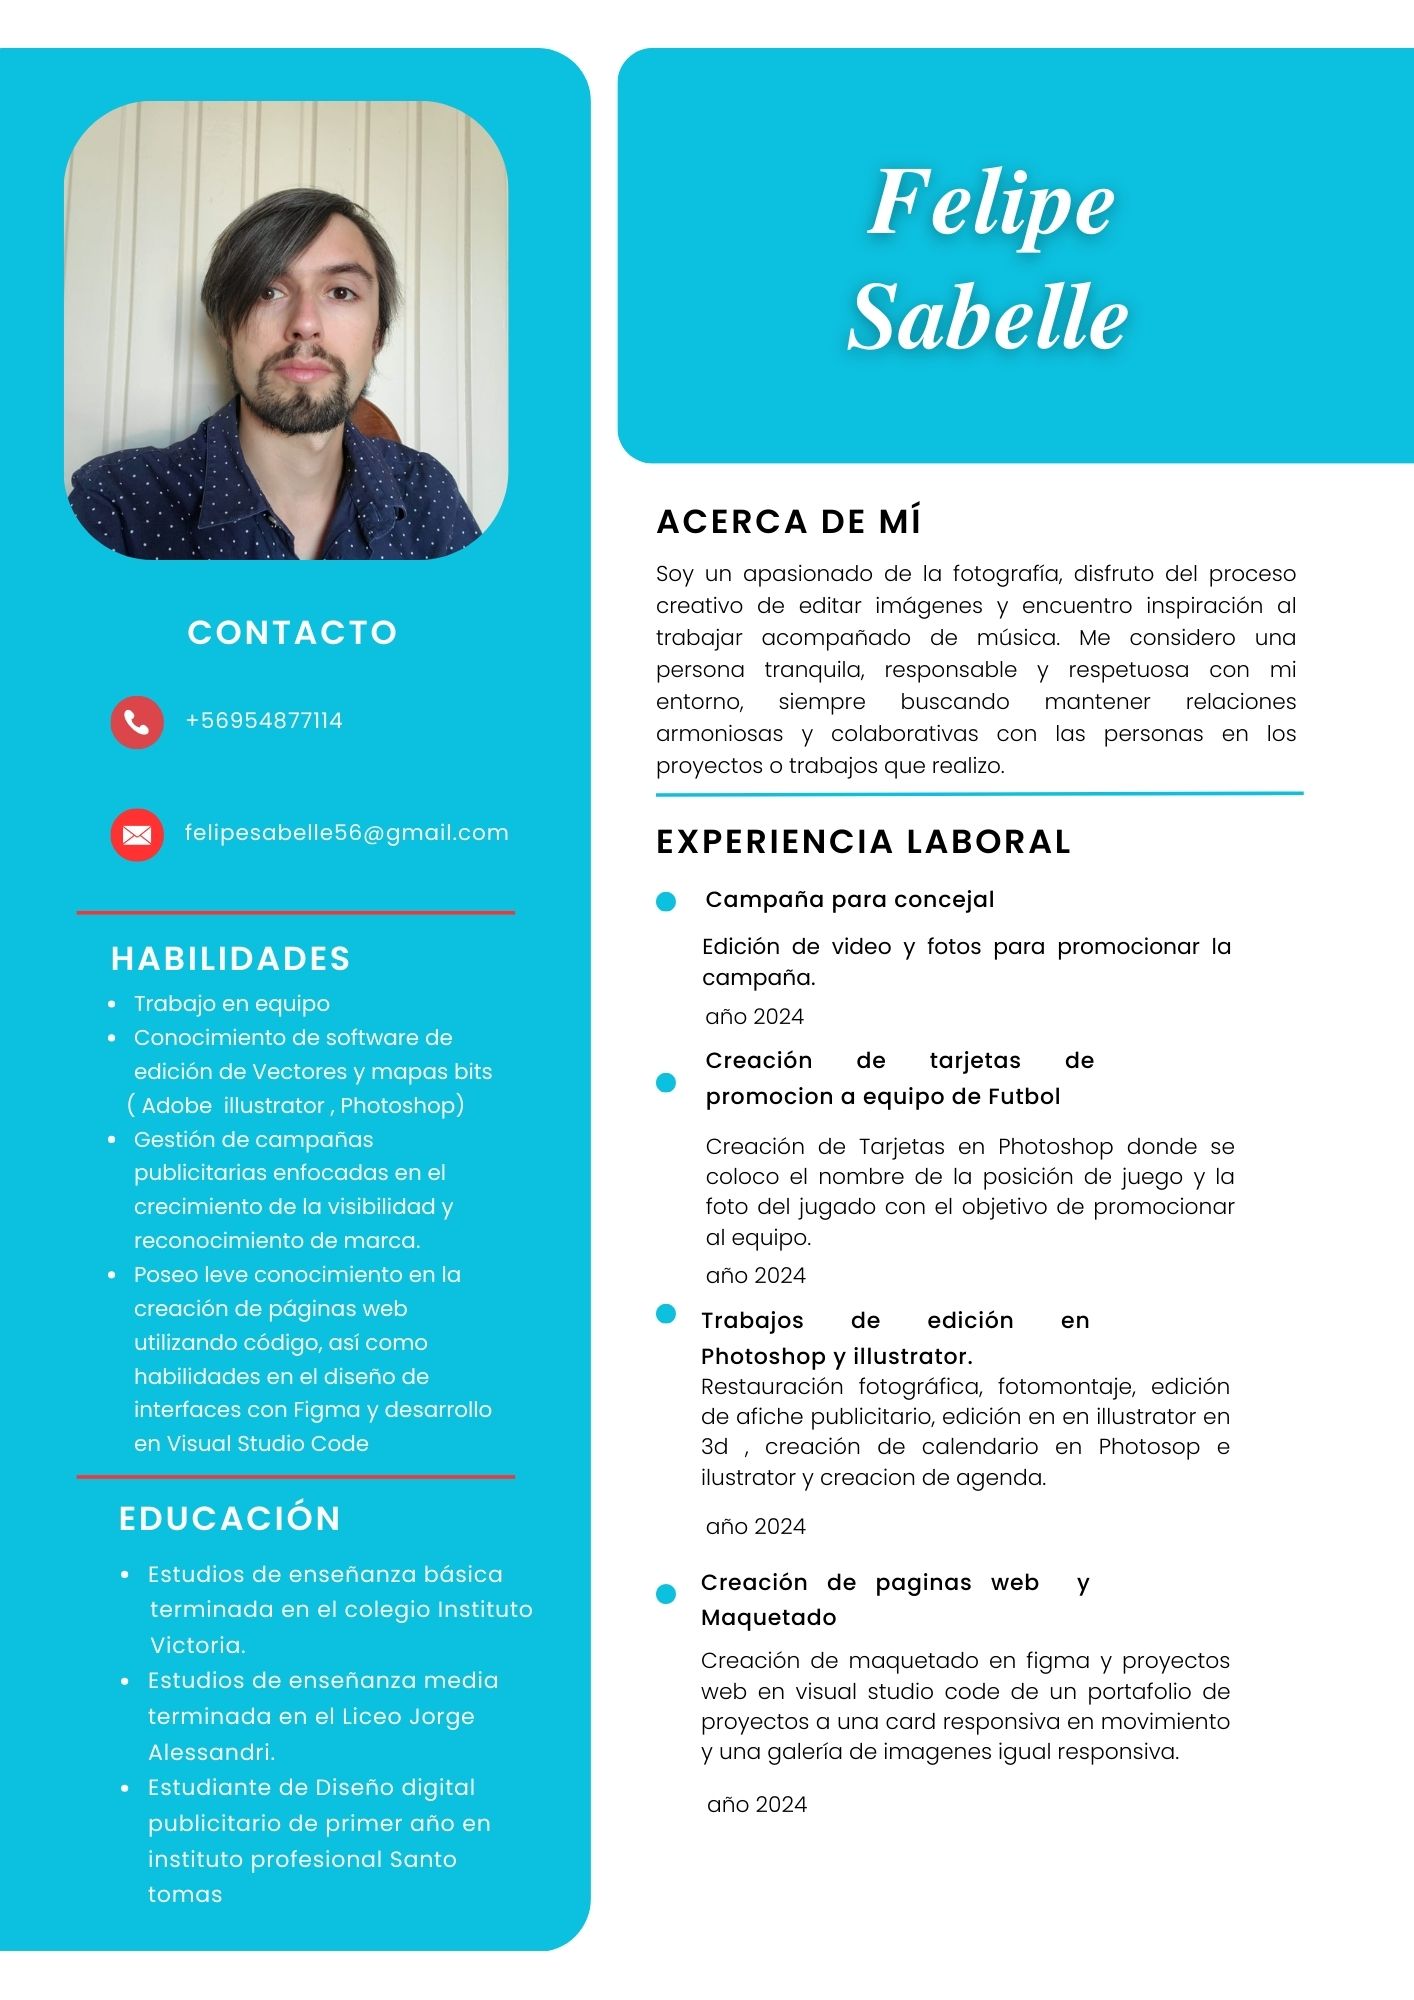 Felipe
Sabelle
CONTACTO
+56954877114
felipesabelle56@gmail.com
HABILIDADES
• Trabajo en equipo
• Conocimiento de software de
edición de Vectores y mapas bits
( Adobe illustrator , Photoshop)
• Gestión de campañas
publicitarias enfocadas en el
crecimiento de la visibilidad y
reconocimiento de marca.
• Poseo leve conocimiento en la
creación de páginas web
utilizando código, así como
habilidades en el diseño de
interfaces con Figma y desarrollo
en Visual Studio Code
EDUCACIÓN
• Estudios de enseñanza básica
terminada en el colegio Instituto
Victoria.
• Estudios de enseñanza media
terminada en el Liceo Jorge
Alessandri.
• Estudiante de Diseño digital
publicitario de primer año en
instituto profesional Santo
tomas
ACERCA DE MÍ
Soy un apasionado de la fotografía, disfruto del proceso
creativo de editar imágenes y encuentro inspiración al
trabajar acompañado de música. Me considero una
persona tranquila, responsable y respetuosa con mi
entorno, siempre buscando mantener relaciones
armoniosas y colaborativas con las personas en los
proyectos o trabajos que realizo.
EXPERIENCIA LABORAL
Campaña para concejal
Edición de video y fotos para promocionar la
campaña.
año 2024
Creación de tarjetas de
promocion a equipo de Futbol
Creación de Tarjetas en Photoshop donde se
coloco el nombre de la posición de juego y la
foto del jugado con el objetivo de promocionar
al equipo.
año 2024
Trabajos de edición en
Photoshop y illustrator.
Restauración fotográfica, fotomontaje, edición
de afiche publicitario, edición en en illustrator en
3d , creación de calendario en Photosop e
ilustrator y creacion de agenda.
año 2024
Creación de paginas web y
Maquetado
Creación de maquetado en figma y proyectos
web en visual studio code de un portafolio de
proyectos a una card responsiva en movimiento
y una galería de imagenes igual responsiva.
año 2024